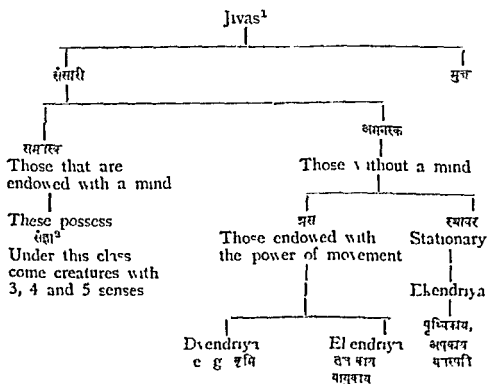 Jivas¹
संसारी
मुक्त
समनस्क
Those that are
endowed with a mind
अमनस्क
Those without a mind
These possess
संज्ञा²
Under this class
come creatures with
3, 4 and 5 senses
त्रस
Those endowed with
the power of movement
स्थावर
Stationary
Ekendriya
पृथ्विकाय,
अपकाय
Dvendriya
e g कृमि
Ekendriya
वायुकाय